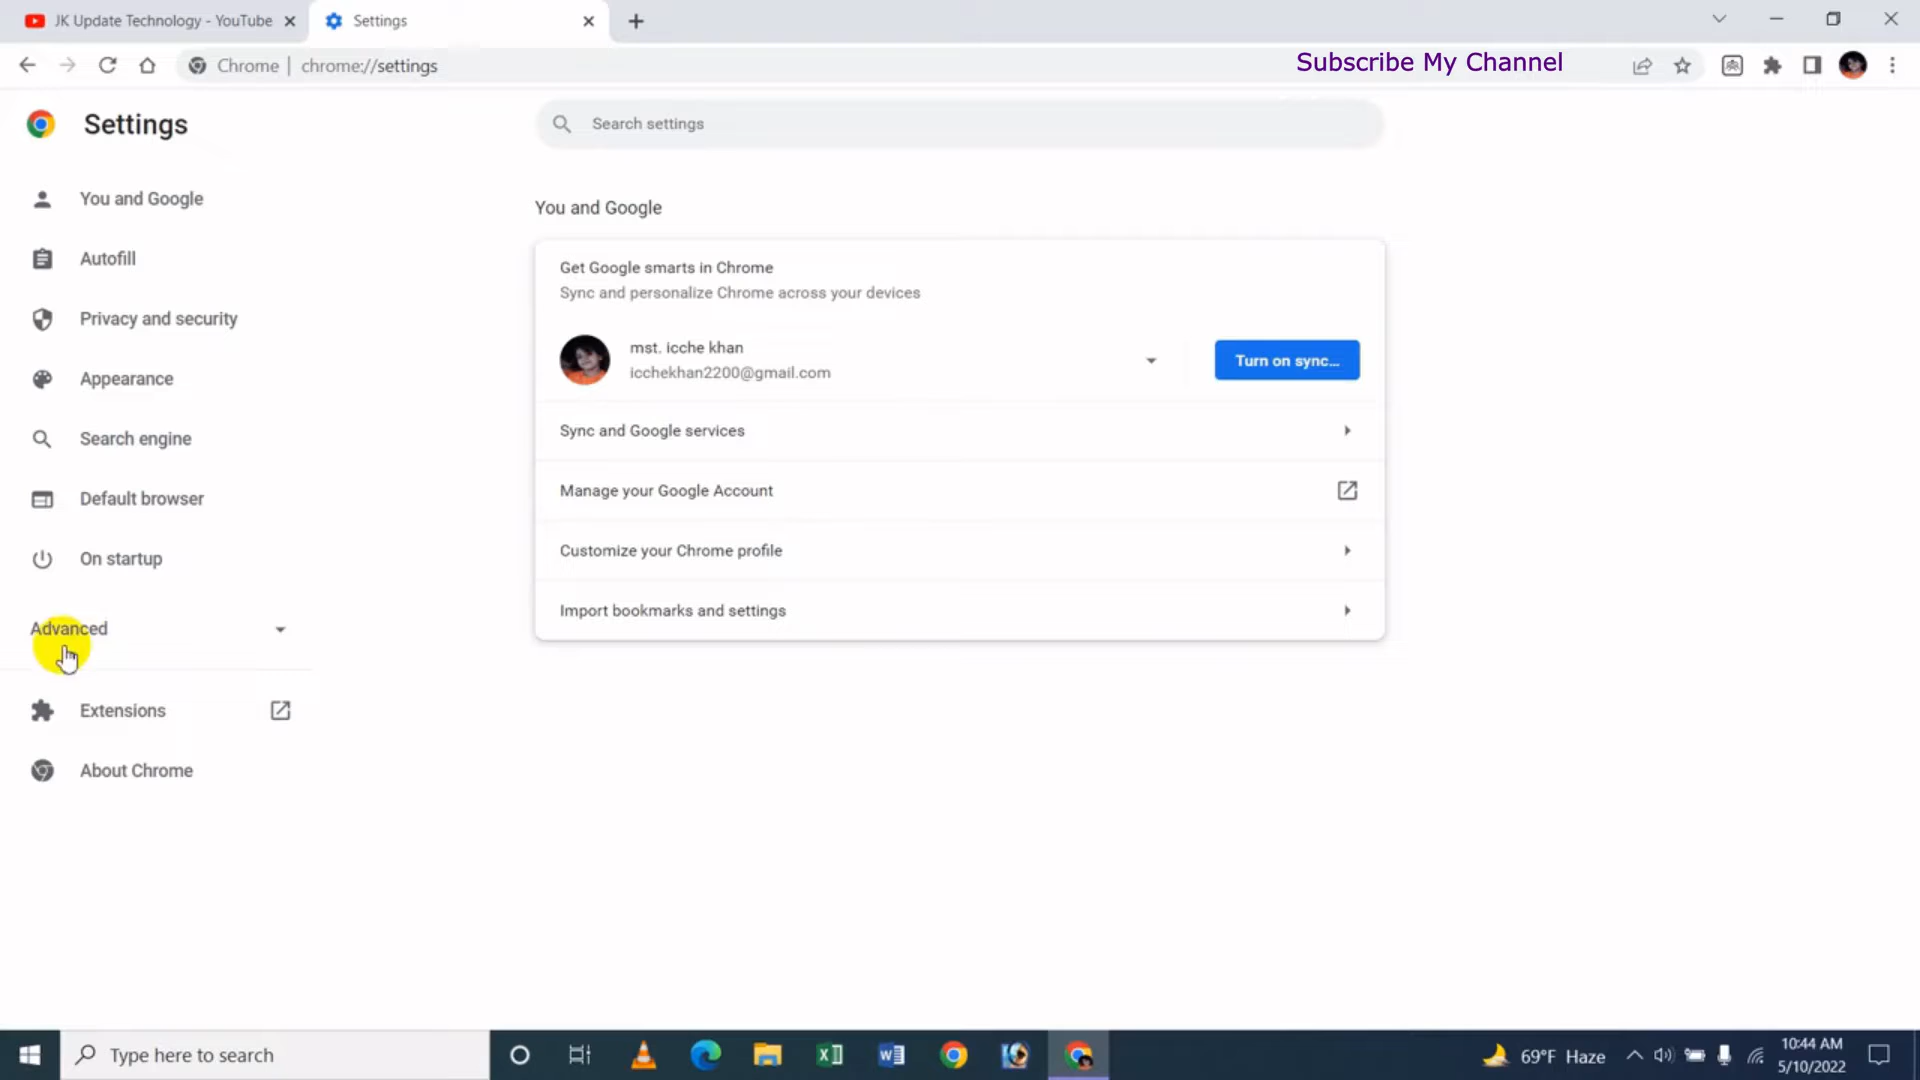 JK Update Technology - YouTube
Settings
Chrome | chrome://settings
Subscribe My Channel
Settings
Search settings
You and Google
Autofill
Privacy and security
Appearance
Search engine
Default browser
On startup
Advanced
Extensions
About Chrome
You and Google
Get Google smarts in Chrome
Sync and personalize Chrome across your devices
mst. icche khan
icchekhan2200@gmail.com
Turn on sync...
Sync and Google services
Manage your Google Account
Customize your Chrome profile
Import bookmarks and settings
Type here to search
69°F Haze
10:44 AM
5/10/2022